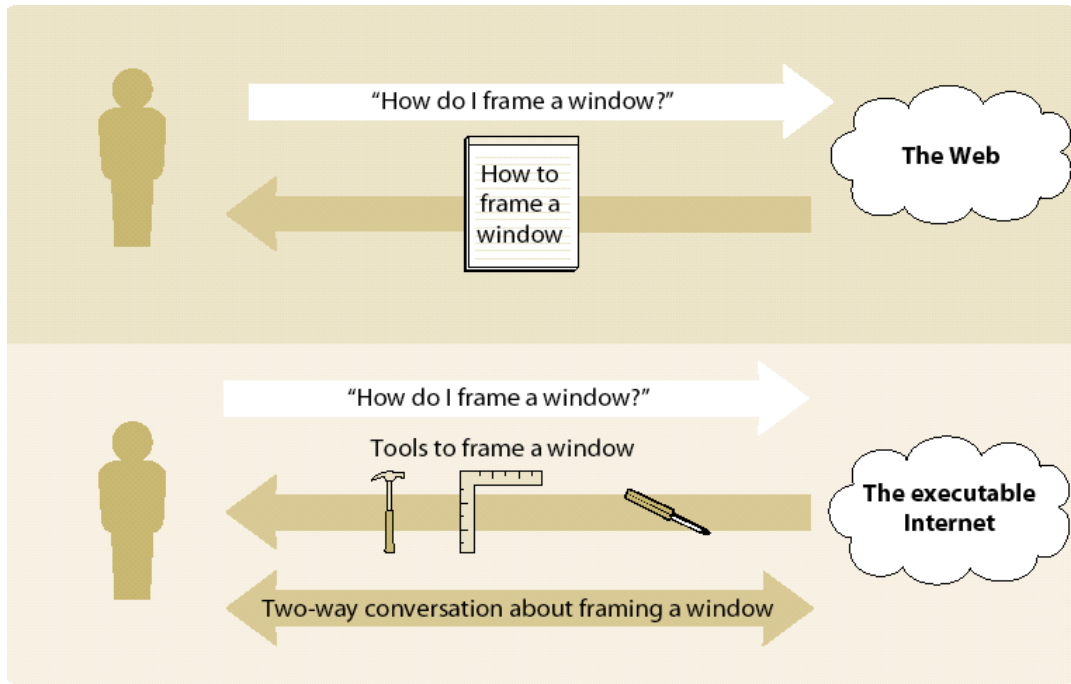 “How do I frame a window?”
The Web
How to
frame a
window
“How do I frame a window?”
Tools to frame a window
The executable
Internet
Two-way conversation about framing a window